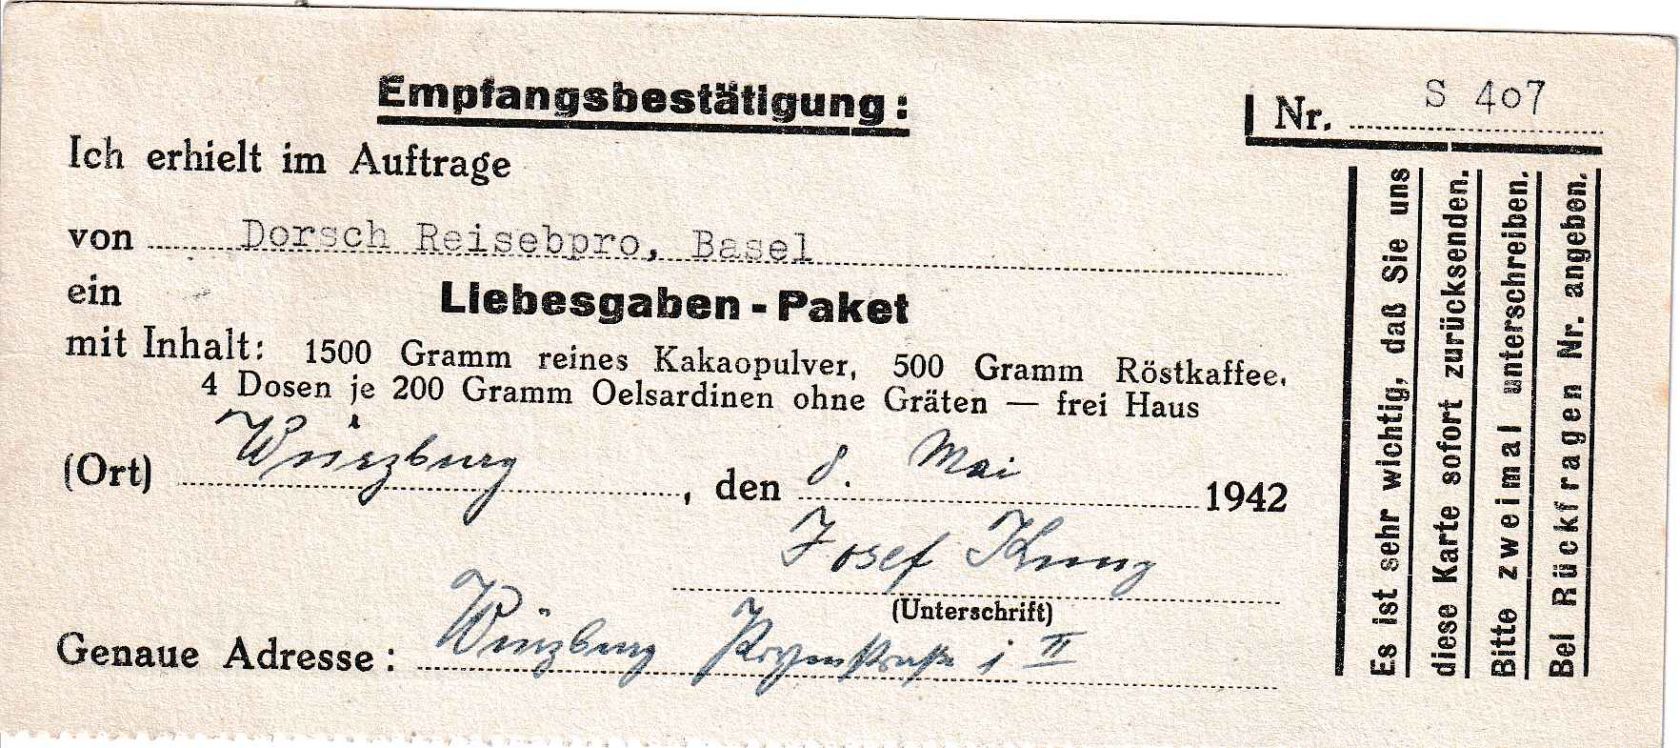 Empfangsbestätigung:
Nr. S 407
Ich erhielt im Auftrage
von Dorsch Reisebpro, Basel
ein Liebesgaben-Paket
mit Inhalt: 1500 Gramm reines Kakaopulver, 500 Gramm Röstkaffee,
4 Dosen je 200 Gramm Oelsardinen ohne Gräten — frei Haus
(Ort) Würzburg, den 8. Mai 1942
Josef
(Unterschrift)
Genaue Adresse: Würzburg II
Es ist sehr wichtig, daß Sie uns
diese Karte sofort zurücksenden.
Bitte zweimal unterschreiben.
Bei Rückfragen Nr. angeben.